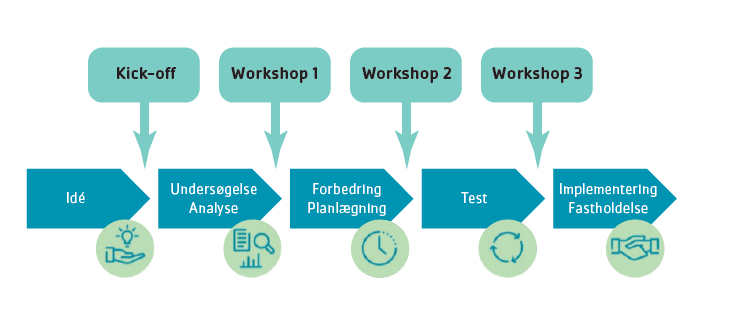 Kick-off
Workshop 1
Workshop 2
Workshop 3
Idé
Undersøgelse
Analyse
Forbedring
Planlægning
Test
Implementering
Fastholdelse